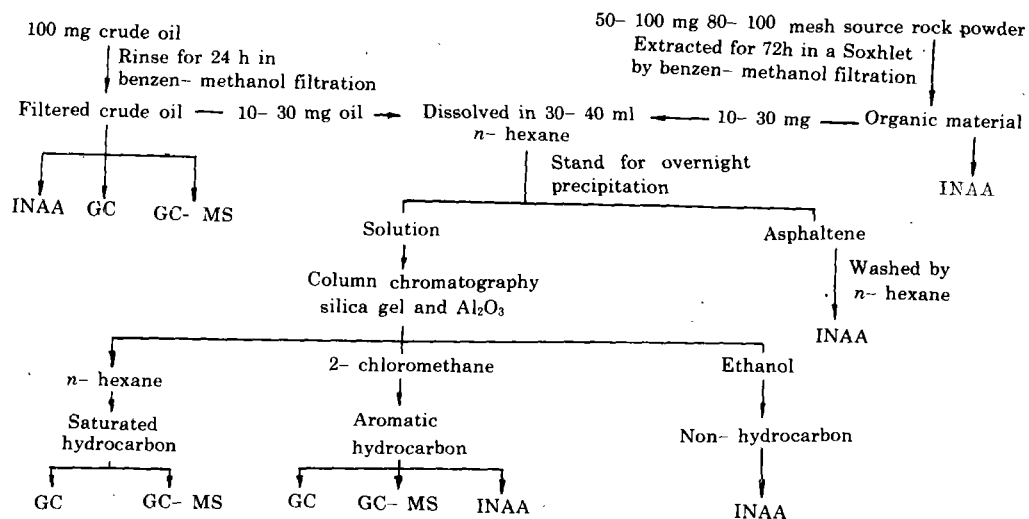 100 mg crude oil
Rinse for 24 h in
benzen- methanol filtration
50- 100 mg 80- 100 mesh source rock powder
Extracted for 72h in a Soxhlet
by benzen- methanol filtration
Filtered crude oil
10- 30 mg oil
Dissolved in 30- 40 ml
n- hexane
10- 30 mg
Organic material
INAA
GC
GC- MS
Stand for overnight
precipitation
INAA
Solution
Asphaltene
Column chromatography
silica gel and Al₂O₃
Washed by
n- hexane
INAA
n- hexane
2- chloromethane
Ethanol
Saturated
hydrocarbon
Aromatic
hydrocarbon
Non- hydrocarbon
GC
GC- MS
GC
GC- MS
INAA
INAA